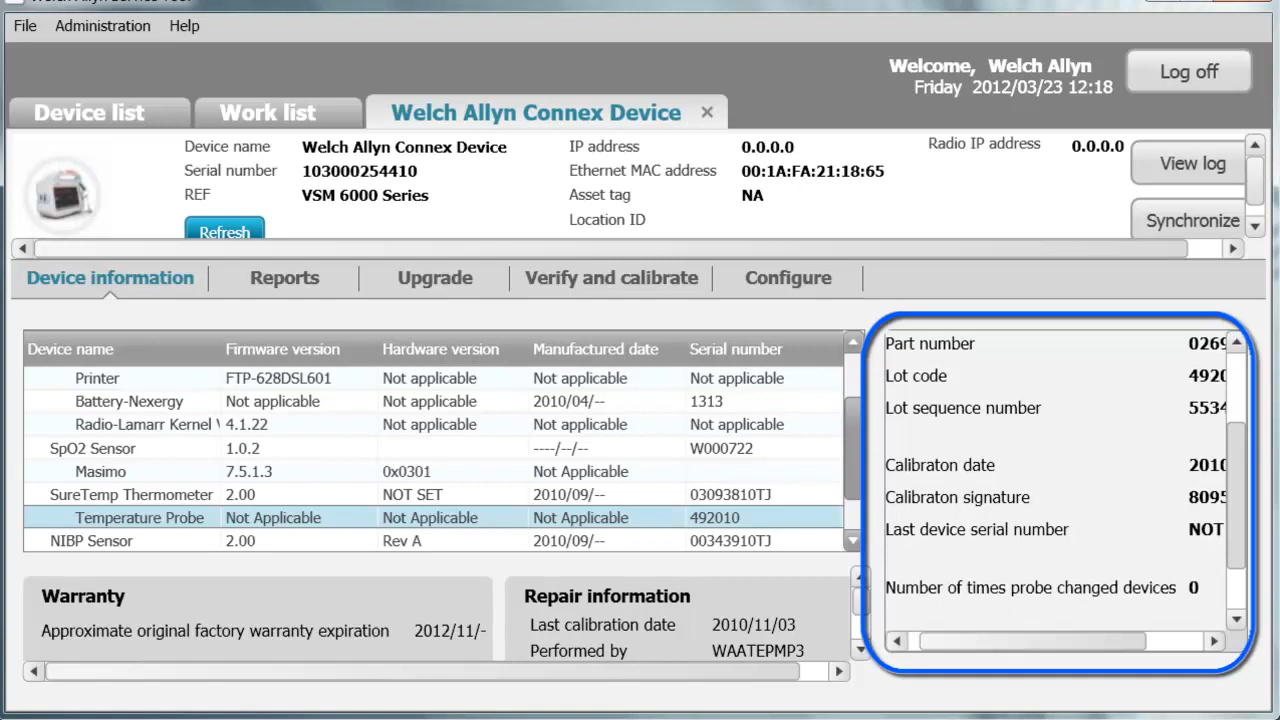 File Administration Help
Welcome, Welch Allyn
Friday 2012/03/23 12:18
Log off
Device list Work list Welch Allyn Connex Device ×
Device name Welch Allyn Connex Device IP address 0.0.0.0 Radio IP address 0.0.0.0
Serial number 103000254410 Ethernet MAC address 00:1A:FA:21:18:65 View log
REF VSM 6000 Series Asset tag NA
Location ID Synchronize
Refresh
Device information Reports Upgrade Verify and calibrate Configure
Device name Firmware version Hardware version Manufactured date Serial number
Printer FTP-628DSL601 Not applicable Not applicable Not applicable
Battery-Nexergy Not applicable Not applicable 2010/04/-- 1313
Radio-Lamarr Kernel 4.1.22 Not applicable Not applicable Not applicable
SpO2 Sensor 1.0.2 ----/--/-- W000722
Masimo 7.5.1.3 0x0301 Not Applicable
SureTemp Thermometer 2.00 NOT SET 2010/09/-- 03093810TJ
Temperature Probe Not Applicable Not Applicable Not Applicable 492010
NIBP Sensor 2.00 Rev A 2010/09/-- 00343910TJ
Part number 0269
Lot code 4920
Lot sequence number 5534
Calibraton date 2010
Calibraton signature 8095
Last device serial number NOT
Number of times probe changed devices 0
Warranty
Approximate original factory warranty expiration 2012/11/-
Repair information
Last calibration date 2010/11/03
Performed by WAATEPMP3